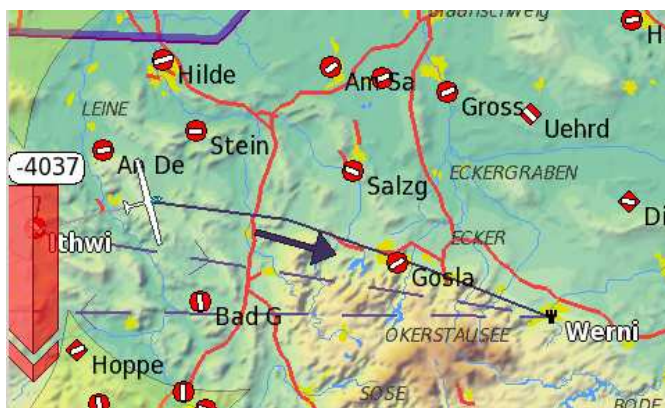 Braunschweig
H
Hilde
Am Sa
LEINE
Gross
Uehrd
Stein
An De
-4037
Salzg
ECKERGRABEN
Di
Ithwi
ECKER
Gosla
Bad G
OKERSTAUSEE
Werni
Hoppe
SOSE
BODE